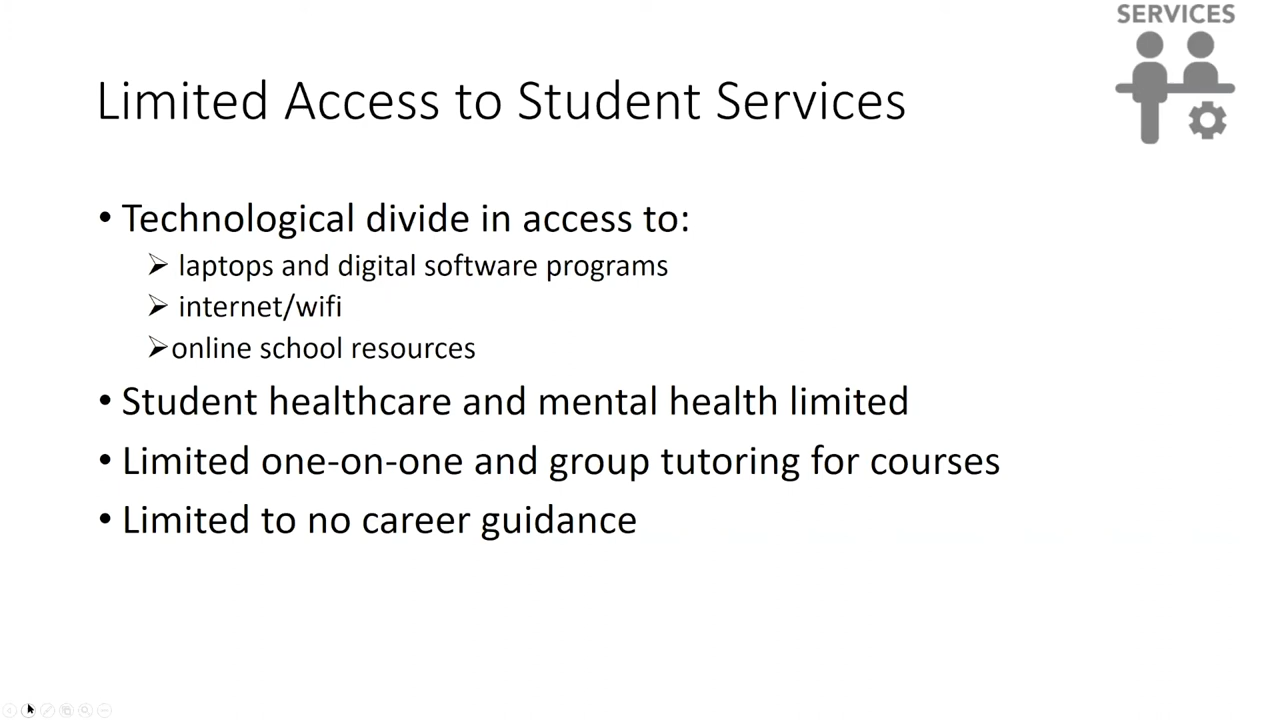 SERVICES
Limited Access to Student Services
• Technological divide in access to:
➢ laptops and digital software programs
➢ internet/wifi
➢online school resources
• Student healthcare and mental health limited
• Limited one-on-one and group tutoring for courses
• Limited to no career guidance